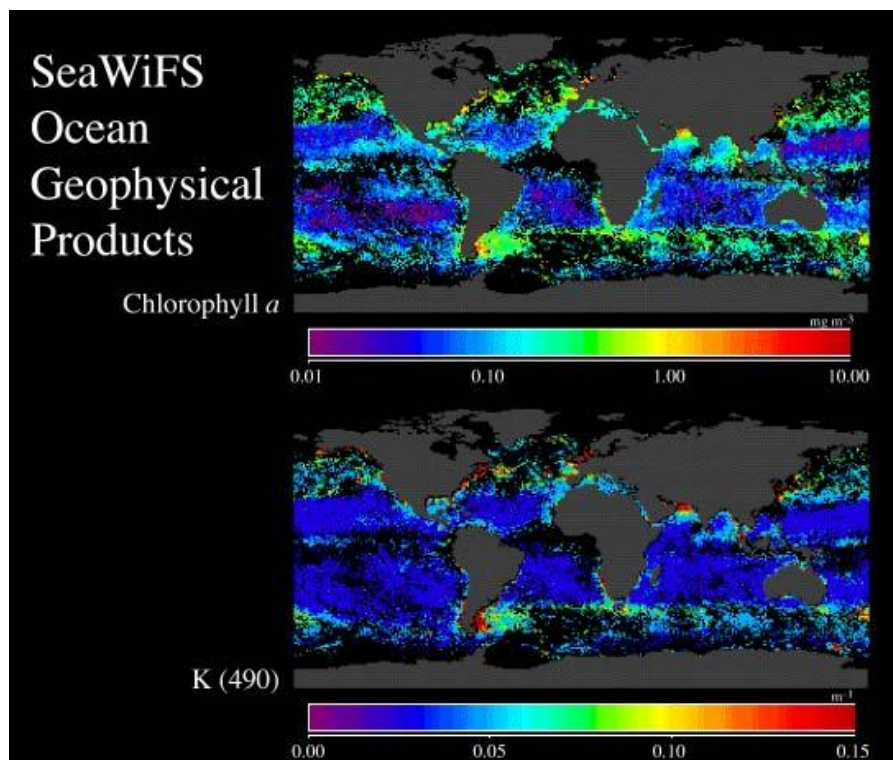 SeaWiFS
Ocean
Geophysical
Products
Chlorophyll a
mg m⁻³
0.01 0.10 1.00 10.00
K (490)
m⁻¹
0.00 0.05 0.10 0.15